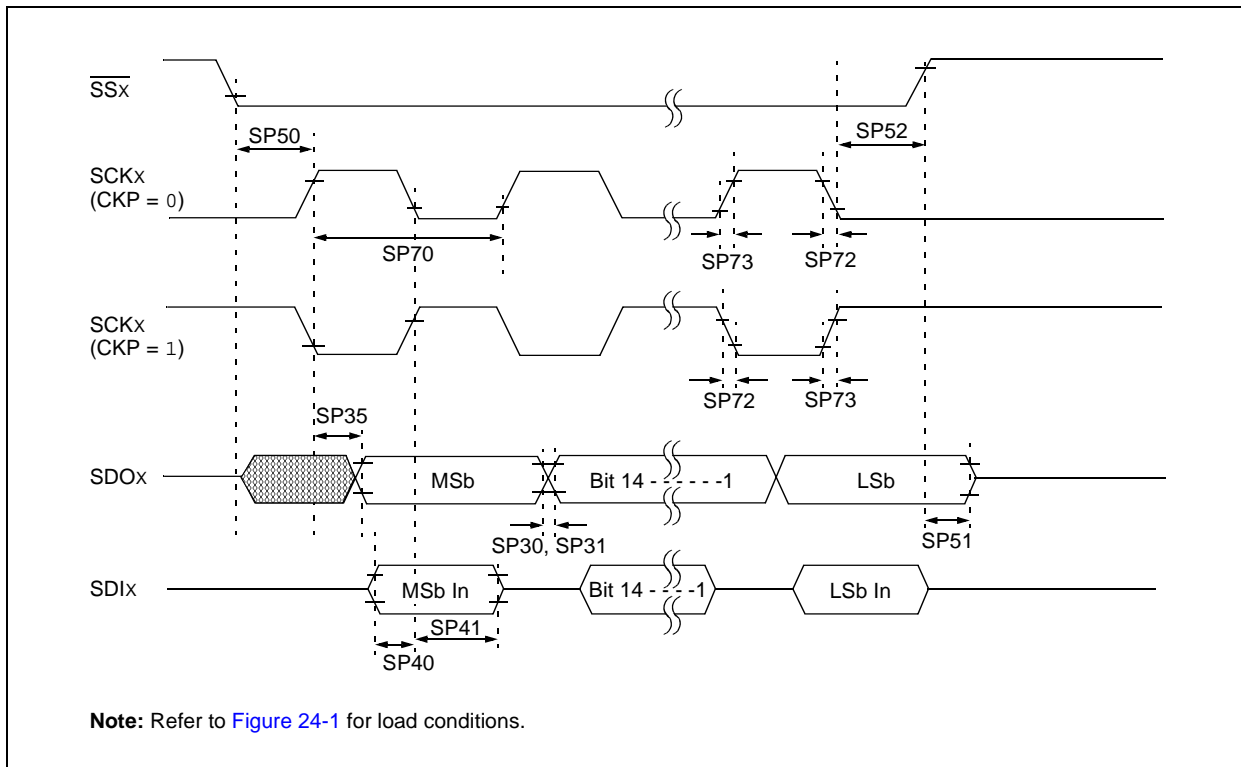 SSX
SP50
SP52
SCKX
(CKP = 0)
SP70
SP73
SP72
SCKX
(CKP = 1)
SP72
SP73
SP35
SDOX
MSb
Bit 14 - - - - - -1
LSb
SP30, SP31
SP51
SDIX
MSb In
Bit 14 - - - -1
LSb In
SP41
SP40
Note: Refer to Figure 24-1 for load conditions.